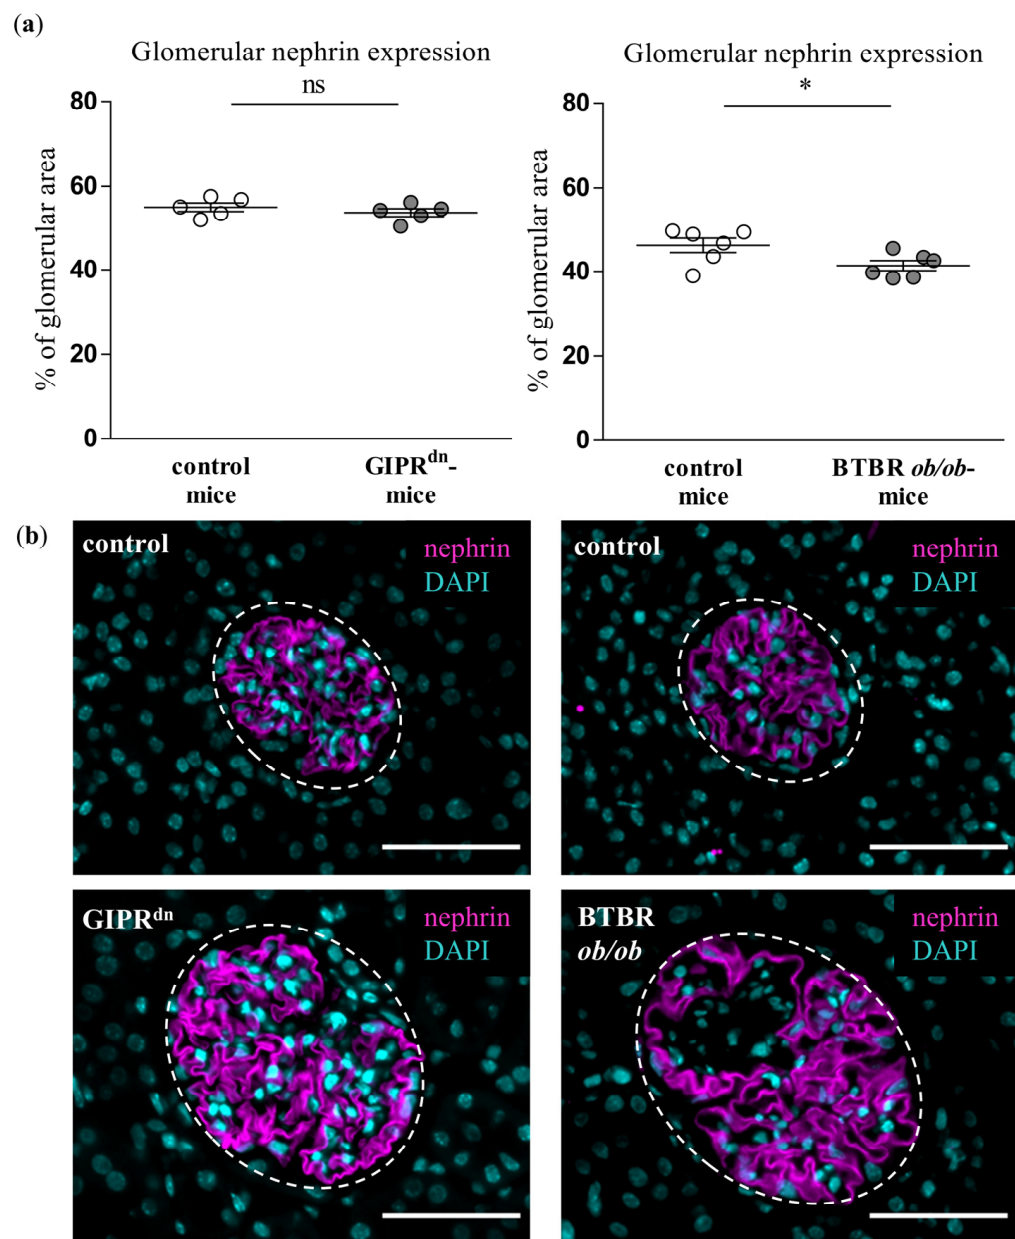 (a)
Glomerular nephrin expression
ns
80
60
40
20
0
% of glomerular area
control
mice
GIPRdn-
mice
Glomerular nephrin expression
*
80
60
40
20
0
% of glomerular area
control
mice
BTBR ob/ob-
mice
(b)
control
nephrin
DAPI
control
nephrin
DAPI
GIPRdn
nephrin
DAPI
BTBR
ob/ob
nephrin
DAPI